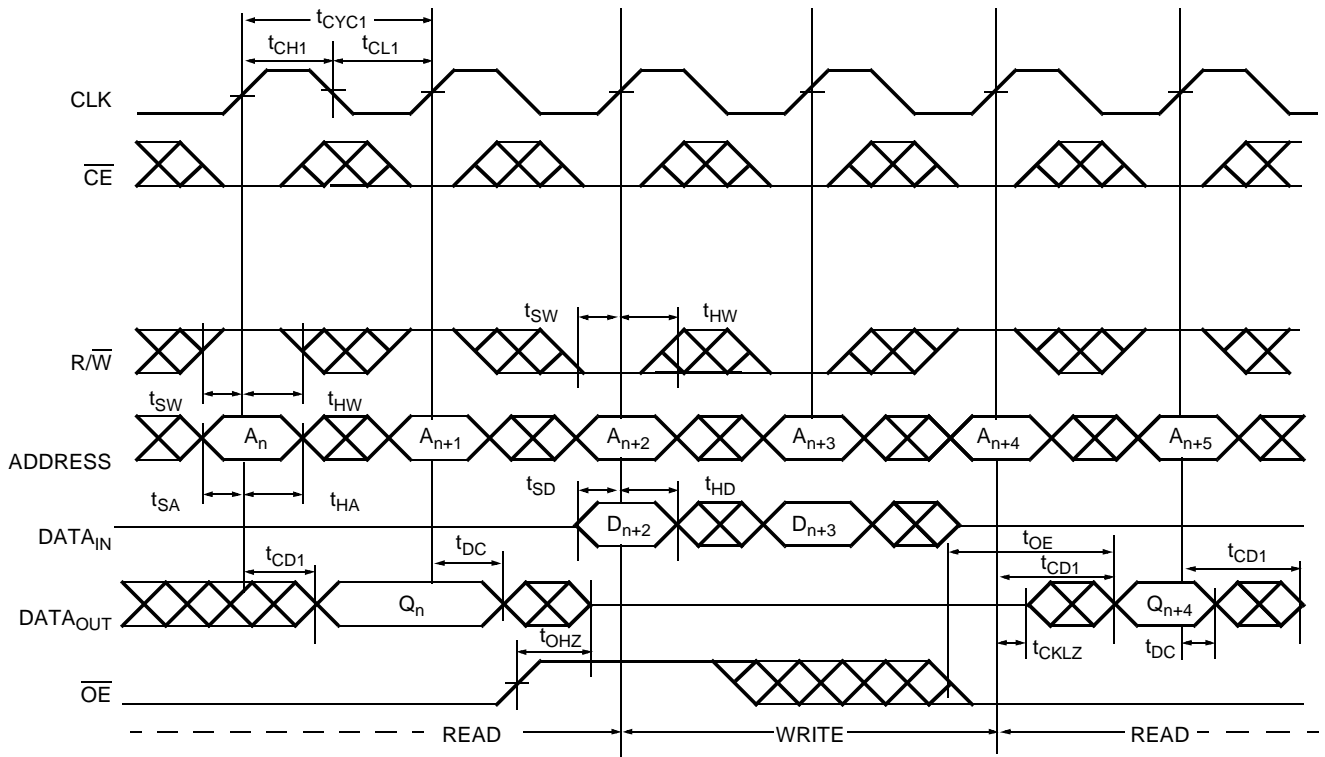 tCYC1
tCH1 tCL1
CLK
CE
tSW tHW
R/W
tSW tHW
An An+1 An+2 An+3 An+4 An+5
ADDRESS
tSA tHA tSD tHD
Dn+2 Dn+3
DATAIN
tCD1 tDC tOE tCD1 tCD1
Qn Qn+4
DATAOUT
tOHZ tCKLZ tDC
OE
READ WRITE READ